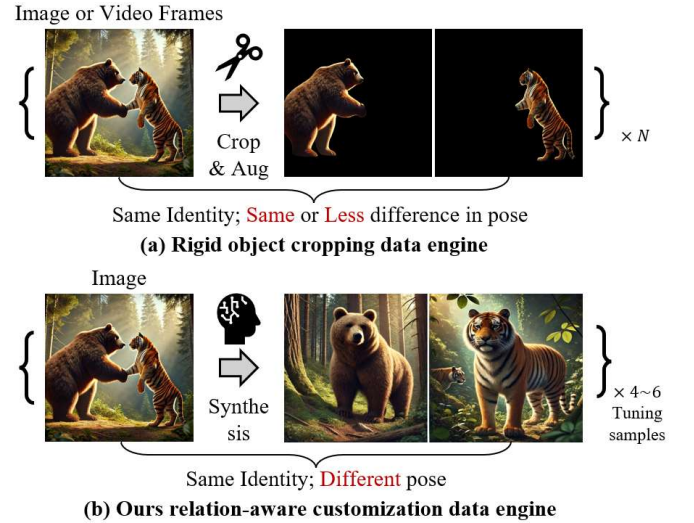 Image or Video Frames
Crop
& Aug
× N
Same Identity; Same or Less difference in pose
(a) Rigid object cropping data engine
Image
Synthe
sis
× 4~6
Tuning
samples
Same Identity; Different pose
(b) Ours relation-aware customization data engine